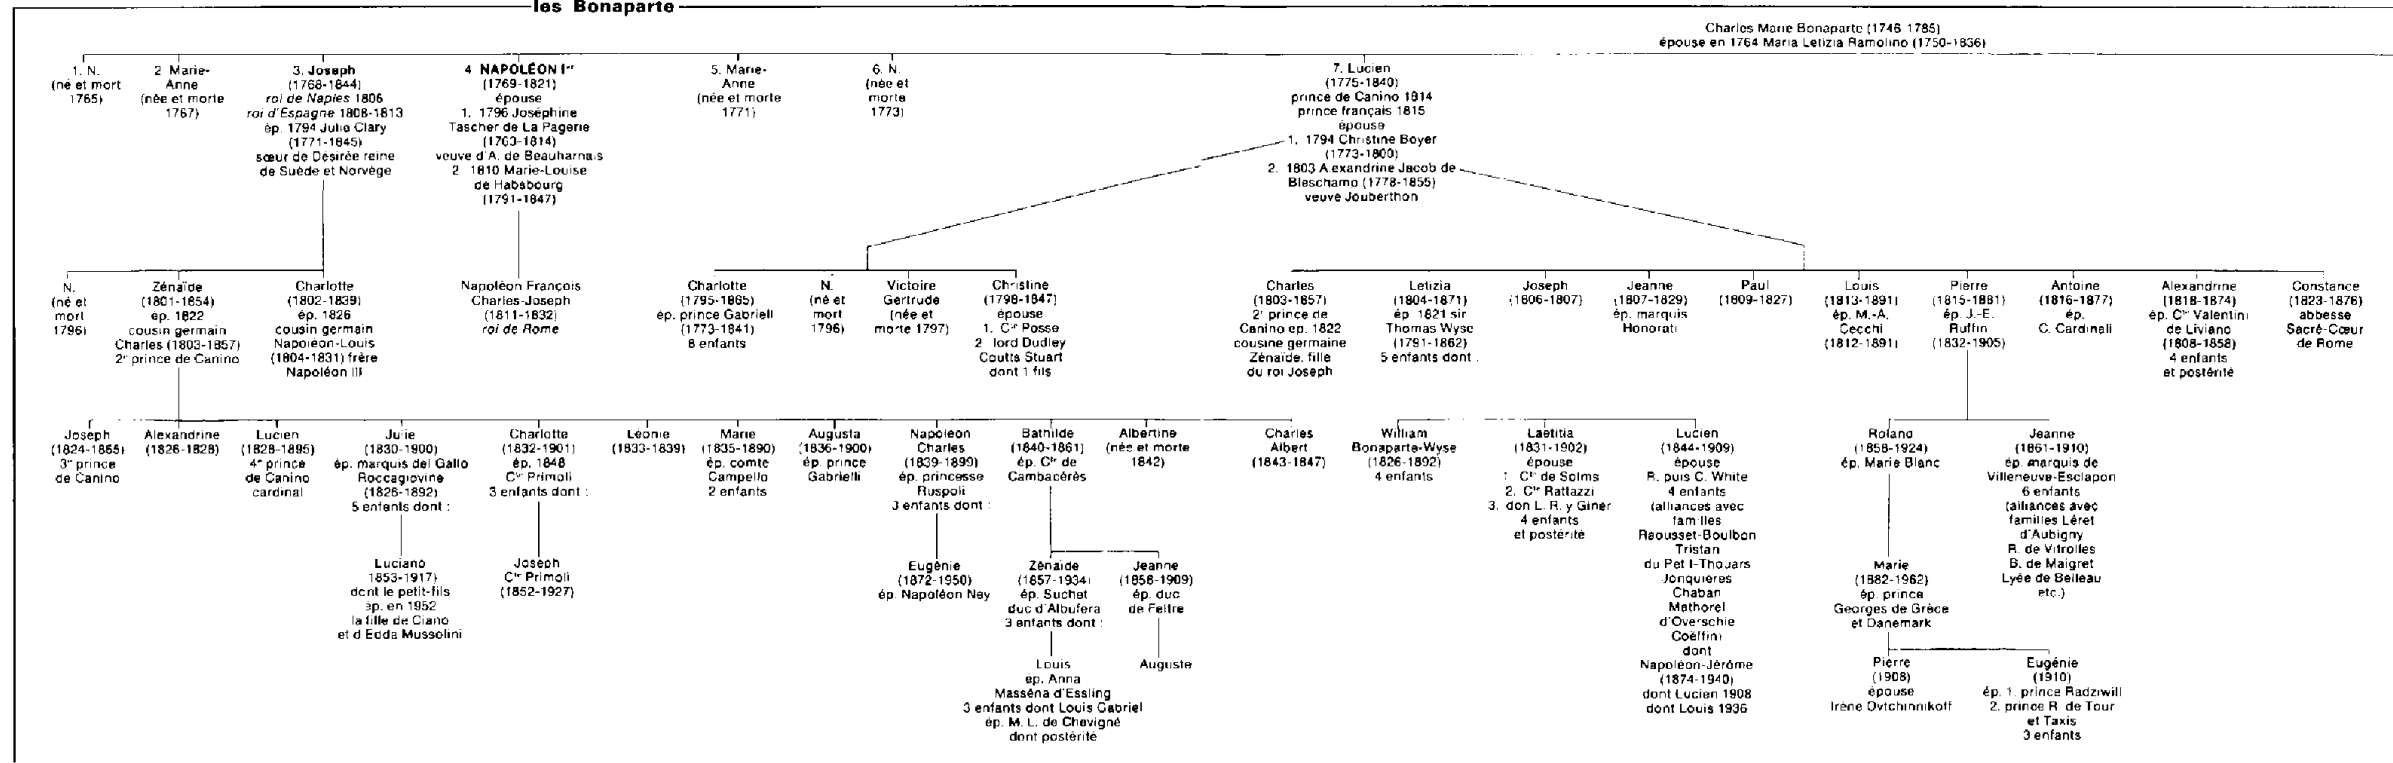 les Bonaparte
Charles Marie Bonaparte (1746-1785)
épouse en 1764 Maria Letizia Ramolino (1750-1836)
1. N.
(né et mort
1765)
2 Marie-
Anne
(née et morte
1767)
3. Joseph
(1768-1844)
roi de Naples 1806
roi d'Espagne 1808-1813
ép. 1794 Julie Clary
(1771-1845)
sœur de Désirée reine
de Suède et Norvège
4 NAPOLÉON Iᵉʳ
(1769-1821)
épouse
1. 1796 Joséphine
Tascher de La Pagerie
(1763-1814)
veuve d'A. de Beauharnais
2 1810 Marie-Louise
de Habsbourg
(1791-1847)
5. Marie-
Anne
(née et morte
1771)
6. N.
(née et
morte
1773)
7. Lucien
(1775-1840)
prince de Canino 1814
prince français 1815
épouse
1. 1794 Christine Boyer
(1773-1800)
2. 1803 Alexandrine Jacob de
Bleschamp (1778-1855)
veuve Jouberthon
N.
(né et
mort
1796)
Zénaïde
(1801-1854)
ép. 1822
cousin germain
Charles (1803-1857)
2ᵉ prince de Canino
Charlotte
(1802-1839)
ép. 1826
cousin germain
Napoléon-Louis
(1804-1831) frère
Napoléon III
Napoléon François
Charles-Joseph
(1811-1832)
roi de Rome
Charlotte
(1795-1865)
ép. prince Gabrielli
(1773-1841)
8 enfants
N.
(né et
mort
1796)
Victoire
Gertrude
(née et
morte 1797)
Christine
(1798-1847)
épouse
1. Cᵗᵉ Posse
2 lord Dudley
Coutts Stuart
dont 1 fils
Charles
(1803-1857)
2ᵉ prince de
Canino ep. 1822
cousine germaine
Zénaïde, fille
du roi Joseph
Letizia
(1804-1871)
ép 1821 sir
Thomas Wyse
(1791-1862)
5 enfants dont :
Joseph
(1806-1807)
Jeanne
(1807-1829)
ép. marquis
Honorati
Paul
(1809-1827)
Louis
(1813-1891)
ép. M.-A.
Cecchi
(1812-1891)
Pierre
(1815-1881)
ép. J.-E.
Ruffin
(1832-1905)
Antoine
(1816-1877)
ép.
C. Cardinali
Alexandrine
(1818-1874)
ép. Cᵗᵉ Valentini
de Liviano
(1808-1858)
4 enfants
et postérité
Constance
(1823-1876)
abbesse
Sacré-Cœur
de Rome
Joseph
(1824-1865)
3ᵉ prince
de Canino
Alexandrine
(1826-1828)
Lucien
(1828-1895)
4ᵉ prince
de Canino
cardinal
Julie
(1830-1900)
ép. marquis del Gallo
Roccagiovine
(1826-1892)
5 enfants dont :
Charlotte
(1832-1901)
ép. 1848
Cᵗᵉ Primoli
3 enfants dont :
Léonie
(1833-1839)
Marie
(1835-1890)
ép. comte
Campello
2 enfants
Augusta
(1836-1900)
ép. prince
Gabrielli
Napoléon
Charles
(1839-1899)
ép. princesse
Ruspoli
3 enfants dont :
Bathilde
(1840-1861)
ép. Cᵗᵉ de
Cambacérès
Albertine
(née et morte
1842)
Charles
Albert
(1843-1847)
William
Bonaparte-Wyse
(1826-1892)
4 enfants
Laetitia
(1831-1902)
épouse
1. Cᵗᵉ de Solms
2. Cᵗᵉ Rattazzi
3. don L. R. y Giner
4 enfants
et postérité
Lucien
(1844-1909)
épouse
R. puis C. White
4 enfants
(alliances avec
familles
Raousset-Boulbon
Tristan
du Petit-Thouars
Jonquières
Chaban
Mathorel
d'Overschie
Coëffin)
dont
Napoléon-Jérôme
(1874-1940)
dont Lucien 1908
dont Louis 1936
Roland
(1858-1924)
ép. Marie Blanc
Jeanne
(1861-1910)
ép. marquis de
Villeneuve-Esclapon
6 enfants
(alliances avec
familles Léret
d'Aubigny
R. de Vitrolles
B. de Maigret
Lyée de Belleau
etc.)
Luciano
1853-1917)
dont le petit-fils
ép. en 1952
la fille de Ciano
et d'Edda Mussolini
Joseph
Cᵗᵉ Primoli
(1852-1927)
Eugénie
(1872-1950)
ép. Napoléon Ney
Zénaïde
(1857-1934)
ép. Suchet
duc d'Albufera
3 enfants dont :
Jeanne
(1858-1909)
ép. duc
de Feltre
Marie
(1882-1962)
ép. prince
Georges de Grèce
et Danemark
Louis
ép. Anna
Masséna d'Essling
3 enfants dont Louis Gabriel
ép. M. L. de Chevigné
dont postérité
Auguste
Pierre
(1908)
épouse
Irène Ovtchinnikoff
Eugénie
(1910)
ép. 1. prince Radziwill
2. prince R. de Tour
et Taxis
3 enfants